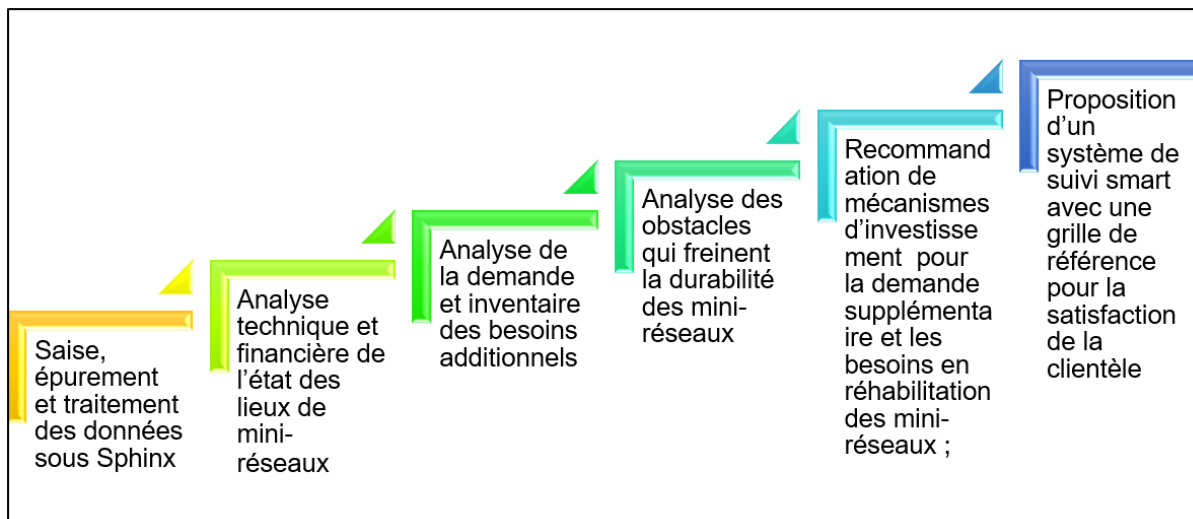 Saise,
épurement
et traitement
des données
sous Sphinx
Analyse
technique et
financière de
l'état des
lieux de
mini-
réseaux
Analyse de
la demande
et inventaire
des besoins
additionnels
Analyse des
obstacles
qui freinent
la durabilité
des mini-
réseaux
Recommand
ation de
mécanismes
d'investisse
ment pour
la demande
supplémenta
ire et les
besoins en
réhabilitation
des mini-
réseaux ;
Proposition
d'un
système de
suivi smart
avec une
grille de
référence
pour la
satisfaction
de la
clientèle